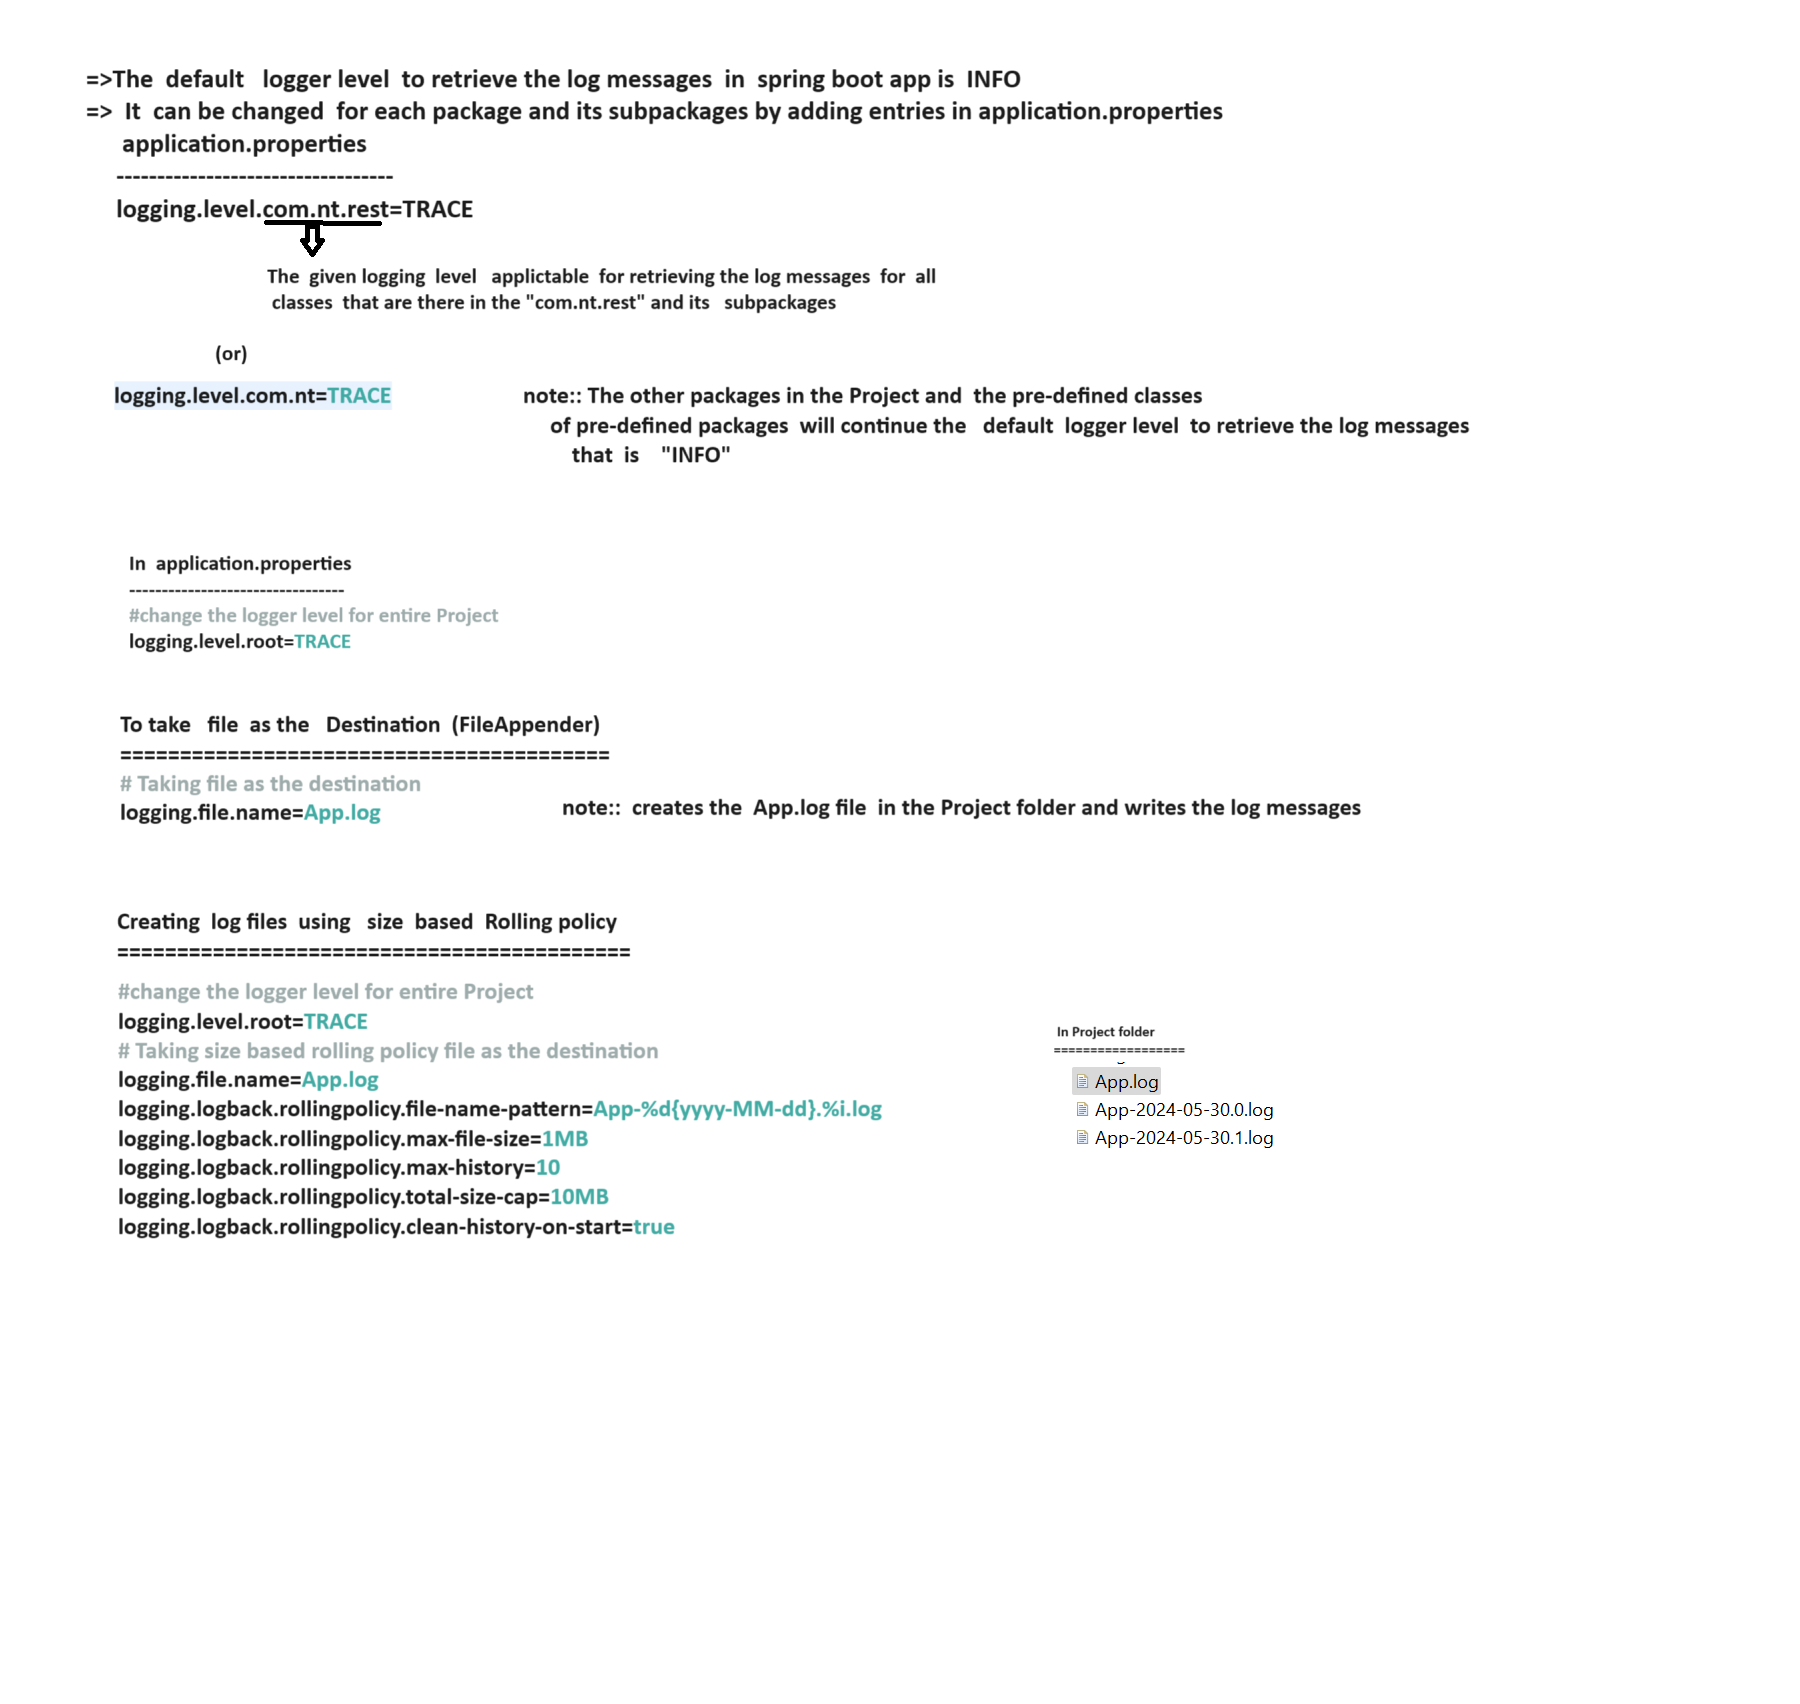 =>The default logger level to retrieve the log messages in spring boot app is INFO
=> It can be changed for each package and its subpackages by adding entries in application.properties
application.properties
----------------------------------
logging.level.com.nt.rest=TRACE
The given logging level applictable for retrieving the log messages for all
classes that are there in the "com.nt.rest" and its subpackages
(or)
logging.level.com.nt=TRACE
note:: The other packages in the Project and the pre-defined classes
of pre-defined packages will continue the default logger level to retrieve the log messages
that is "INFO"
In application.properties
---------------------------------
#change the logger level for entire Project
logging.level.root=TRACE
To take file as the Destination (FileAppender)
=========================================
# Taking file as the destination
logging.file.name=App.log
note:: creates the App.log file in the Project folder and writes the log messages
Creating log files using size based Rolling policy
===========================================
#change the logger level for entire Project
logging.level.root=TRACE
# Taking size based rolling policy file as the destination
logging.file.name=App.log
logging.logback.rollingpolicy.file-name-pattern=App-%d{yyyy-MM-dd}.%i.log
logging.logback.rollingpolicy.max-file-size=1MB
logging.logback.rollingpolicy.max-history=10
logging.logback.rollingpolicy.total-size-cap=10MB
logging.logback.rollingpolicy.clean-history-on-start=true
In Project folder
==================
App.log
App-2024-05-30.0.log
App-2024-05-30.1.log